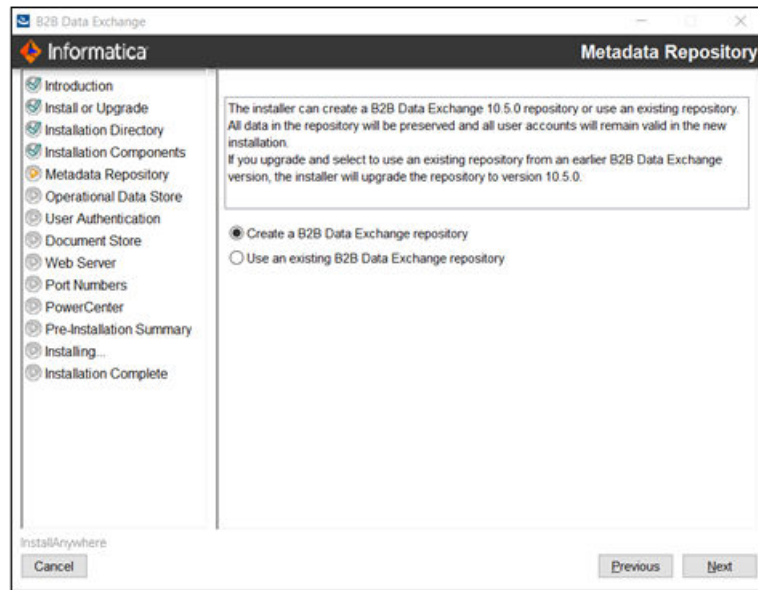 B2B Data Exchange
Informatica
Metadata Repository
Introduction
Install or Upgrade
Installation Directory
Installation Components
Metadata Repository
Operational Data Store
User Authentication
Document Store
Web Server
Port Numbers
PowerCenter
Pre-Installation Summary
Installing...
Installation Complete
The installer can create a B2B Data Exchange 10.5.0 repository or use an existing repository.
All data in the repository will be preserved and all user accounts will remain valid in the new
installation.
If you upgrade and select to use an existing repository from an earlier B2B Data Exchange
version, the installer will upgrade the repository to version 10.5.0.
Create a B2B Data Exchange repository
Use an existing B2B Data Exchange repository
InstallAnywhere
Cancel
Previous
Next